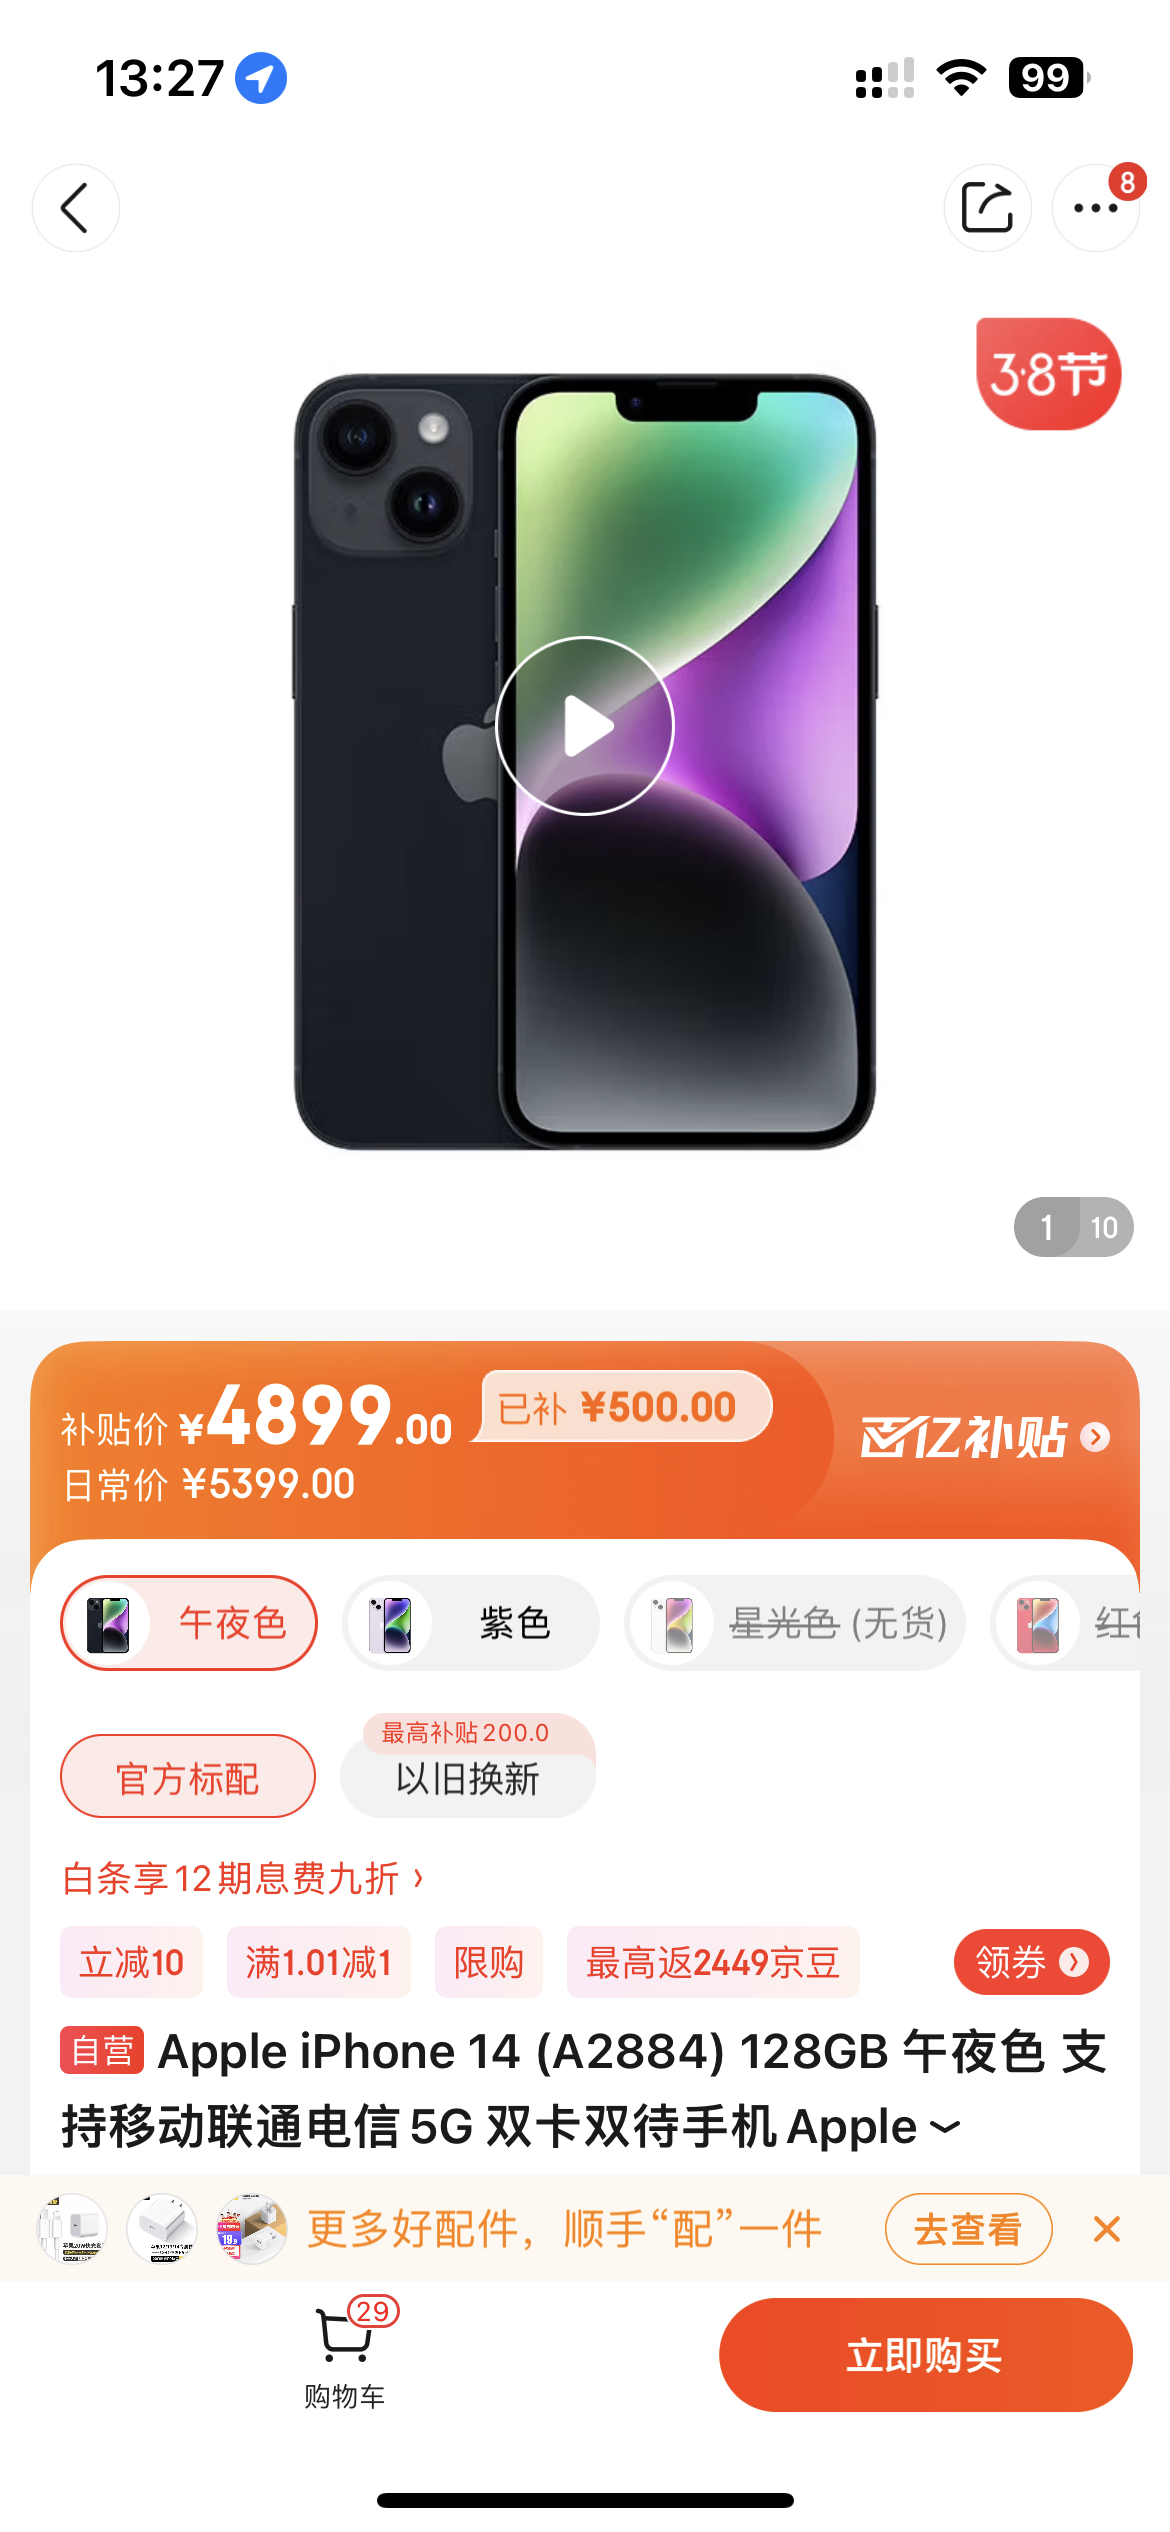 13:27
99
8
3·8节
1
10
补贴价 ¥4899.00
已补 ¥500.00
百亿补贴
日常价 ¥5399.00
午夜色
紫色
星光色 (无货)
最高补贴200.0
官方标配
以旧换新
白条享12期息费九折 ›
立减10
满1.01减1
限购
最高返2449京豆
领券
自营 Apple iPhone 14 (A2884) 128GB 午夜色 支
持移动联通电信5G 双卡双待手机 Apple
更多好配件，顺手“配”一件
去查看
29
购物车
立即购买